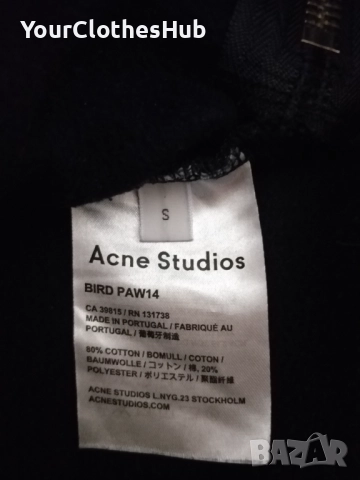 YourClothesHub
S
Acne Studios
BIRD PAW14
CA 39815 / RN 131738
MADE IN PORTUGAL / FABRIQUÉ AU
PORTUGAL / 葡萄牙制造
80% COTTON / BOMULL / COTON /
BAUMWOLLE / コットン / 棉, 20%
POLYESTER / ポリエステル / 聚酯纤维
ACNE STUDIOS L.NYG.23 STOCKHOLM
ACNESTUDIOS.COM
BAZAR